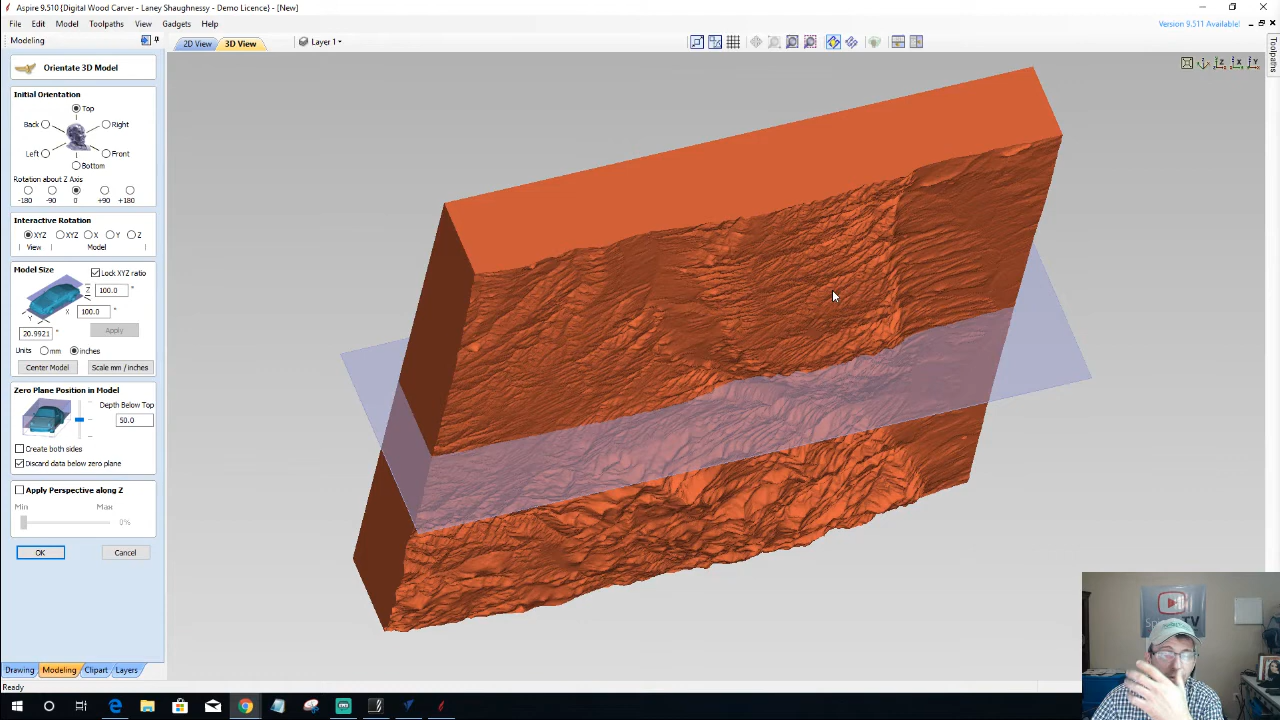 Aspire 9.510 {Digital Wood Carver - Laney Shaughnessy - Demo Licence} - [New]
File Edit Model Toolpaths View Gadgets Help
Version 9.511 Available!
Modeling
2D View 3D View Layer 1
Toolpaths
Orientate 3D Model
Initial Orientation
Top
Back Right
Left Front
Bottom
Rotation about Z Axis
-180 -90 0 +90 +180
Interactive Rotation
XYZ XYZ X Y Z
View Model
Model Size
Lock XYZ ratio
Z 100.0 "
X 100.0 "
Y
20.9921 "
Apply
Units mm inches
Center Model Scale mm / inches
Zero Plane Position in Model
Depth Below Top
50.0
Create both sides
Discard data below zero plane
Apply Perspective along Z
Min Max
0%
OK Cancel
Drawing Modeling Clipart Layers
Ready